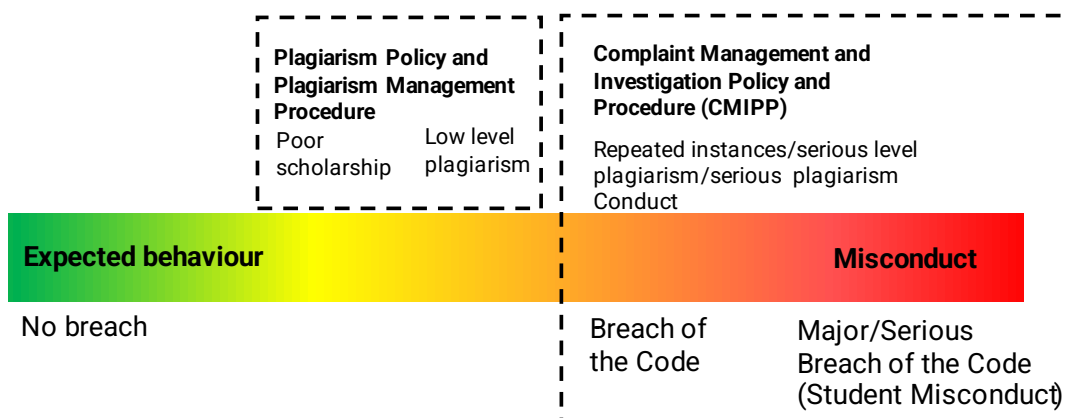 Plagiarism Policy and
Plagiarism Management
Procedure
Poor
scholarship
Low level
plagiarism
Complaint Management and
Investigation Policy and
Procedure (CMIPP)
Repeated instances/serious level
plagiarism/serious plagiarism
Conduct
Expected behaviour
Misconduct
No breach
Breach of
the Code
Major/Serious
Breach of the Code
(Student Misconduct)